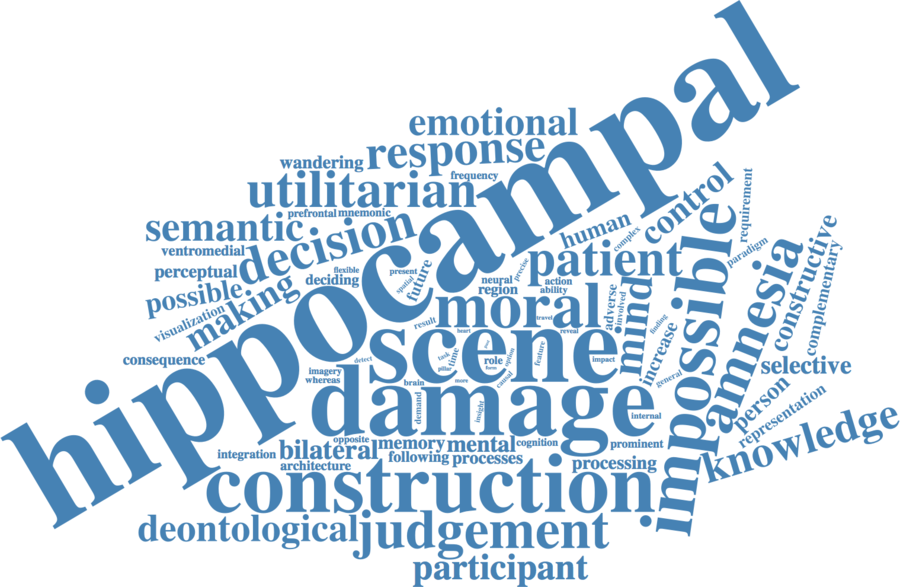 hippocampal
emotional
response
wandering
frequency
utilitarian
prefrontal
mnemonic
semantic
decision
ventromedial
perceptual
possible
flexible
deciding
present
spatial
future
making
visualization
consequence
human
complex
control
requirement
paradigm
precise
patient
neural
region
action
ability
moral
adverse
involved
mind
impossible
amnesia
constructive
complementary
result
travel
heart
reveal
finding
scene
detect
task
time
pillar
role
form
option
causal
feature
impact
increase
general
selective
imagery
whereas
brain
more
demand
insight
damage
internal
person
representation
knowledge
opposite
integration
bilateral
memory
mental
cognition
prominent
architecture
following
processes
processing
construction
deontological
judgement
participant